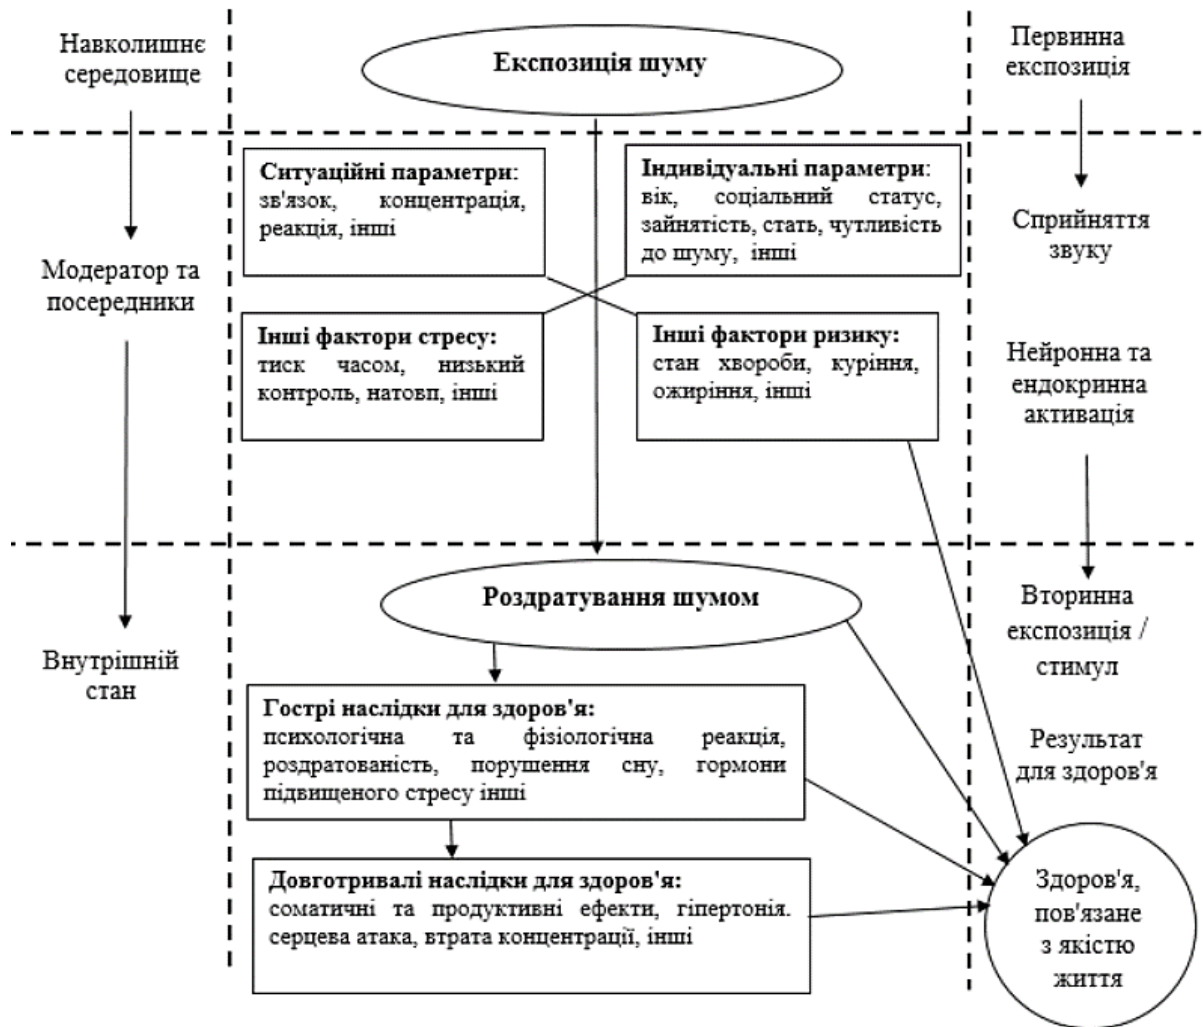 Навколишнє
середовище
Експозиція шуму
Первинна
експозиція
Ситуаційні параметри:
зв'язок, концентрація,
реакція, інші
Індивідуальні параметри:
вік, соціальний статус,
зайнятість, стать, чутливість
до шуму, інші
Сприйняття
звуку
Модератор та
посередники
Інші фактори стресу:
тиск часом, низький
контроль, натовп, інші
Інші фактори ризику:
стан хвороби, куріння,
ожиріння, інші
Нейронна та
ендокринна
активація
Роздратування шумом
Вторинна
експозиція /
стимул
Внутрішній
стан
Гострі наслідки для здоров'я:
психологічна та фізіологічна реакція,
роздратованість, порушення сну, гормони
підвищеного стресу інші
Результат
для здоров'я
Довготривалі наслідки для здоров'я:
соматичні та продуктивні ефекти, гіпертонія.
серцева атака, втрата концентрації, інші
Здоров'я,
пов'язане
з якістю
життя